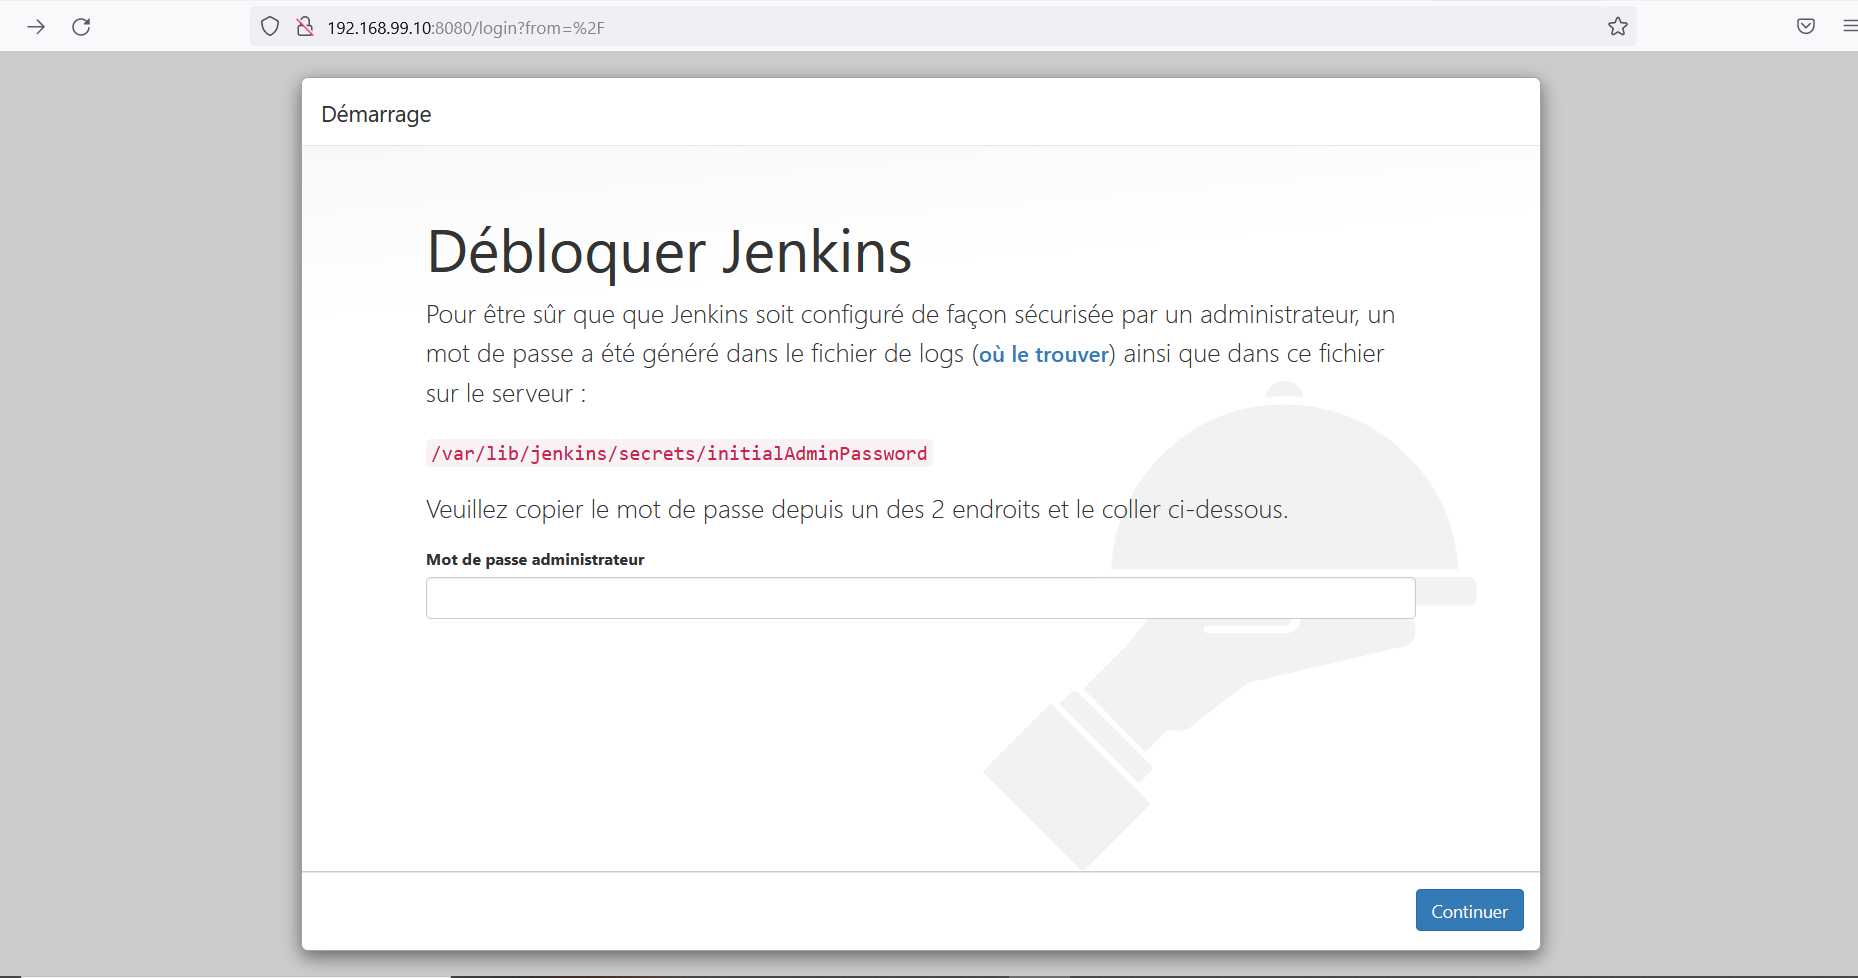 192.168.99.10:8080/login?from=%2F
Démarrage
Débloquer Jenkins
Pour être sûr que que Jenkins soit configuré de façon sécurisée par un administrateur, un
mot de passe a été généré dans le fichier de logs (où le trouver) ainsi que dans ce fichier
sur le serveur :
/var/lib/jenkins/secrets/initialAdminPassword
Veuillez copier le mot de passe depuis un des 2 endroits et le coller ci-dessous.
Mot de passe administrateur
Continuer